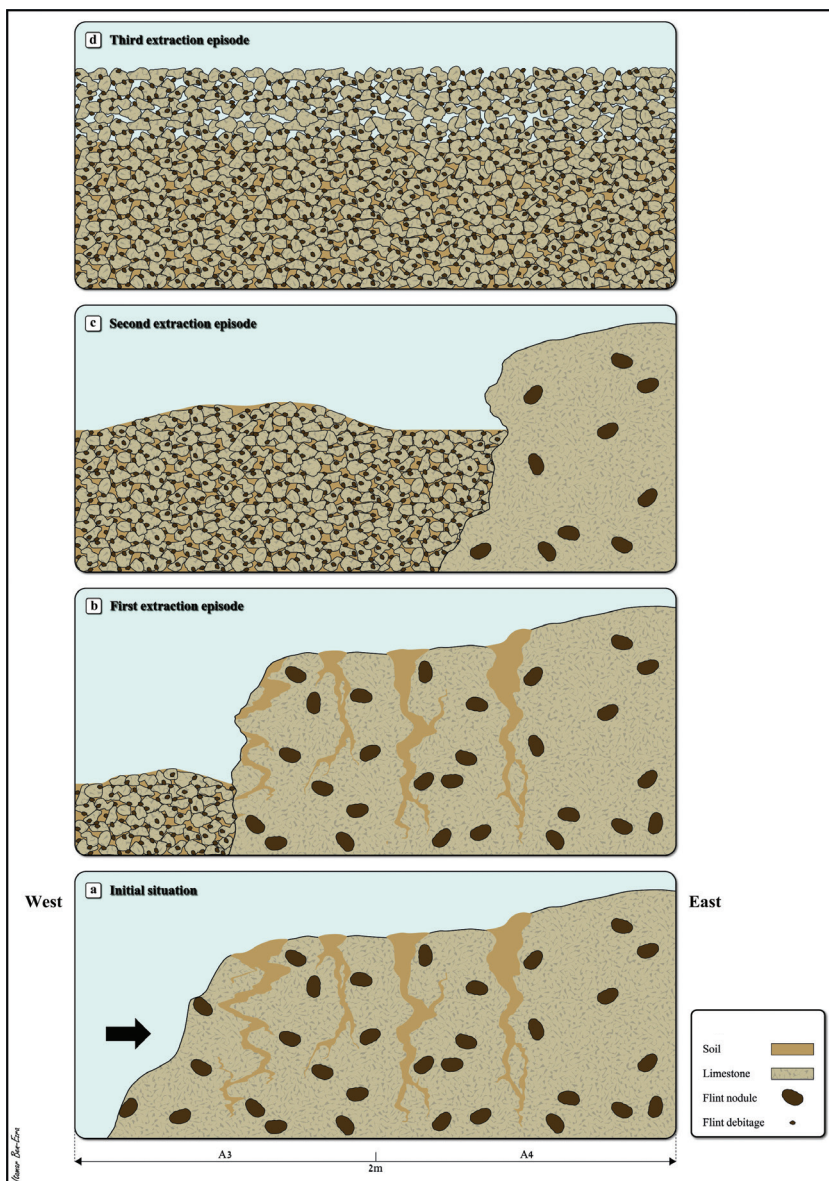 d Third extraction episode
c Second extraction episode
b First extraction episode
a Initial situation
West
East
Soil
Limestone
Flint nodule
Flint debitage
A3
A4
2m